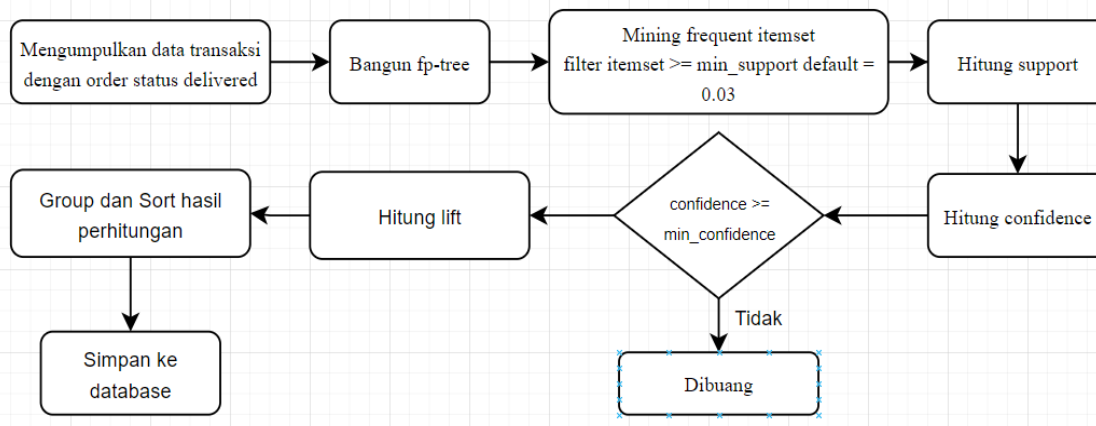 Mengumpulkan data transaksi
dengan order status delivered
Bangun fp-tree
Mining frequent itemset
filter itemset >= min_support default =
0.03
Hitung support
Hitung confidence
confidence >=
min_confidence
Tidak
Dibuang
Hitung lift
Group dan Sort hasil
perhitungan
Simpan ke
database